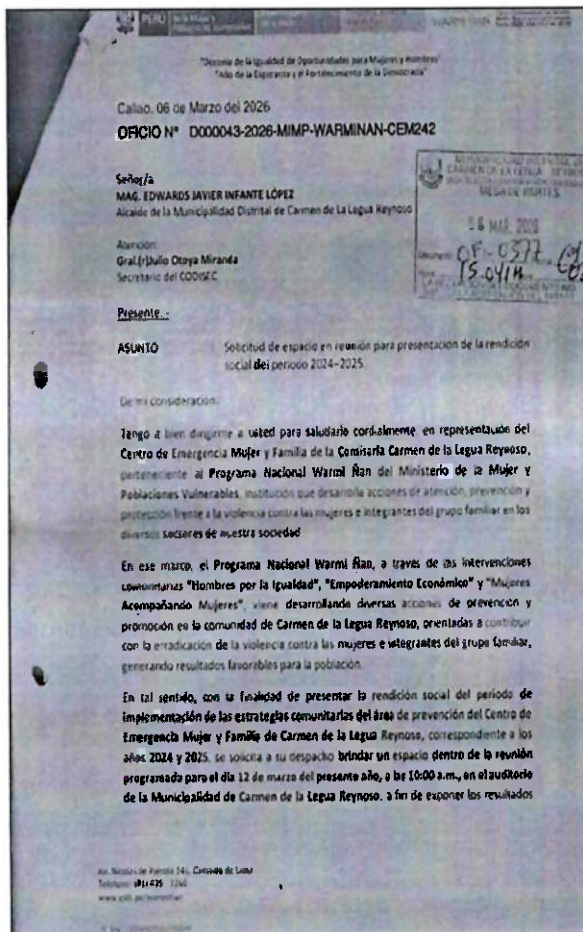 PERÚ
WARMI ÑAN
"Decenio de la Igualdad de Oportunidades para Mujeres y Hombres"
"Año de la Esperanza y el Fortalecimiento de la Democracia"
Callao, 06 de Marzo del 2026
OFICIO N° D000043-2026-MIMP-WARMINAN-CEM242
Señor/a
MAG. EDWARDS JAVIER INFANTE LÓPEZ
Alcalde de la Municipalidad Distrital de Carmen de La Legua Reynoso
MESA DE PARTES
06 MAR. 2026
OF-0377
Atención
Gral.(r)Julio Otoya Miranda
Secretario del CODISEC
Presente.-
ASUNTO Solicitud de espacio en reunión para presentación de la rendición
social del periodo 2024-2025.
De mi consideración:
Tengo a bien dirigirme a usted para saludarlo cordialmente, en representación del
Centro de Emergencia Mujer y Familia de la Comisaría Carmen de la Legua Reynoso,
perteneciente al Programa Nacional Warmi Ñan del Ministerio de la Mujer y
Poblaciones Vulnerables, institución que desarrolla acciones de atención, prevención y
protección frente a la violencia contra las mujeres e integrantes del grupo familiar en los
diversos sectores de nuestra sociedad
En ese marco, el Programa Nacional Warmi Ñan, a través de las intervenciones
comunitarias "Hombres por la Igualdad", "Empoderamiento Económico" y "Mujeres
Acompañando Mujeres", viene desarrollando diversas acciones de prevención y
promoción en la comunidad de Carmen de la Legua Reynoso, orientadas a contribuir
con la erradicación de la violencia contra las mujeres e integrantes del grupo familiar,
generando resultados favorables para la población.
En tal sentido, con la finalidad de presentar la rendición social del periodo de
implementación de las estrategias comunitarias del área de prevención del Centro de
Emergencia Mujer y Familia de Carmen de la Legua Reynoso, correspondiente a los
años 2024 y 2025, se solicita a su despacho brindar un espacio dentro de la reunión
programada para el día 12 de marzo del presente año, a las 10:00 a.m., en el auditorio
de la Municipalidad de Carmen de la Legua Reynoso, a fin de exponer los resultados
Cercado de Lima